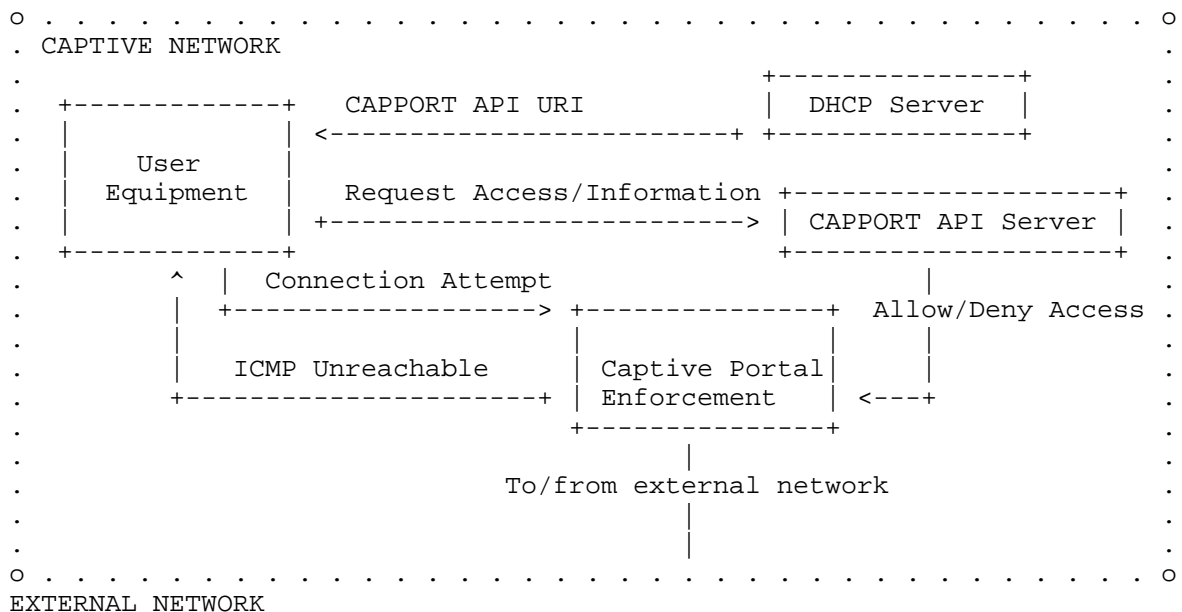 CAPTIVE NETWORK
CAPPORT API URI DHCP Server
User
Equipment Request Access/Information
CAPPORT API Server
Connection Attempt
Allow/Deny Access
ICMP Unreachable Captive Portal
Enforcement
To/from external network
EXTERNAL NETWORK